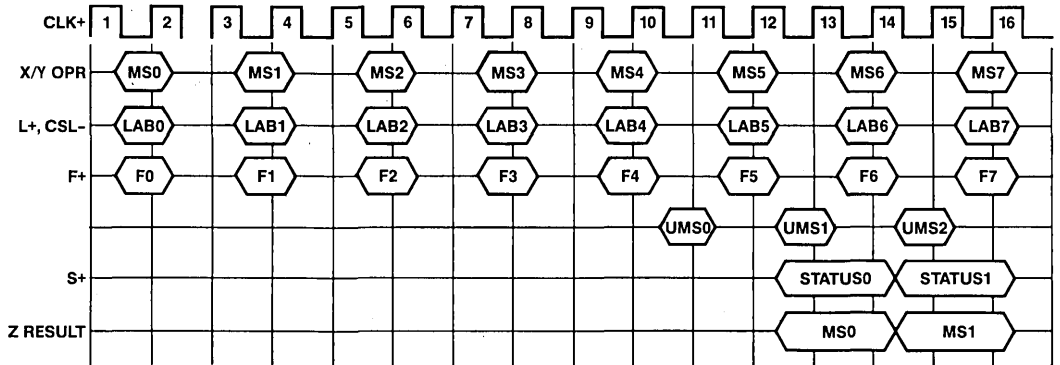 CLK+ 1 2 3 4 5 6 7 8 9 10 11 12 13 14 15 16
X/Y OPR MS0 MS1 MS2 MS3 MS4 MS5 MS6 MS7
L+, CSL– LAB0 LAB1 LAB2 LAB3 LAB4 LAB5 LAB6 LAB7
F+ F0 F1 F2 F3 F4 F5 F6 F7
UMS0 UMS1 UMS2
S+ STATUS0 STATUS1
Z RESULT MS0 MS1